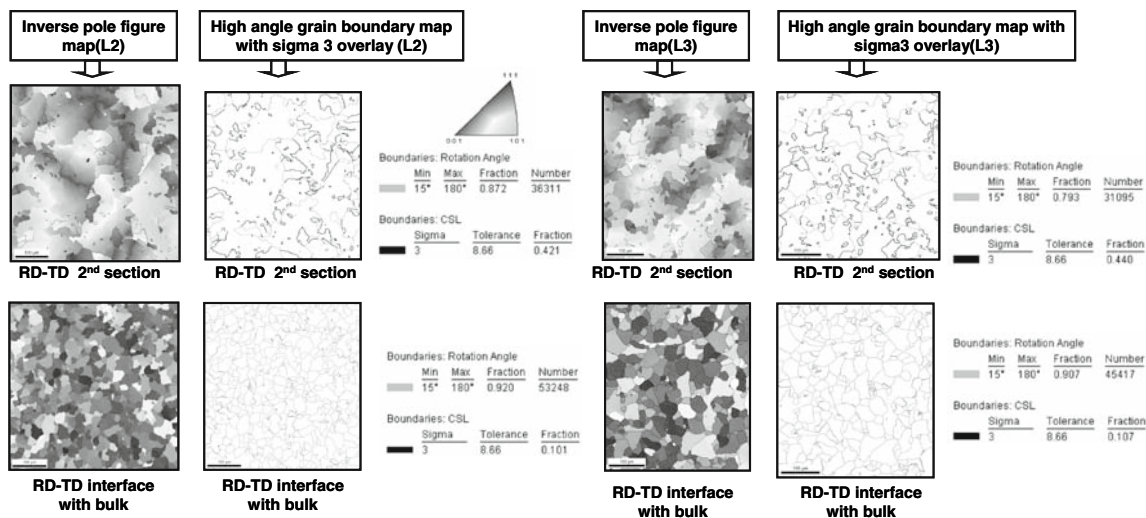 Inverse pole figure
map(L2)
High angle grain boundary map
with sigma 3 overlay (L2)
Inverse pole figure
map(L3)
High angle grain boundary map with
sigma3 overlay(L3)
111
001 101
Boundaries: Rotation Angle
Min Max Fraction Number
15° 180° 0.872 36311
Boundaries: CSL
Sigma Tolerance Fraction
3 8.66 0.421
RD-TD 2nd section
RD-TD 2nd section
Boundaries: Rotation Angle
Min Max Fraction Number
15° 180° 0.793 31095
Boundaries: CSL
Sigma Tolerance Fraction
3 8.66 0.440
RD-TD 2nd section
RD-TD 2nd section
Boundaries: Rotation Angle
Min Max Fraction Number
15° 180° 0.920 53248
Boundaries: CSL
Sigma Tolerance Fraction
3 8.66 0.101
RD-TD interface
with bulk
RD-TD interface
with bulk
Boundaries: Rotation Angle
Min Max Fraction Number
15° 180° 0.907 45417
Boundaries: CSL
Sigma Tolerance Fraction
3 8.66 0.107
RD-TD interface
with bulk
RD-TD interface
with bulk